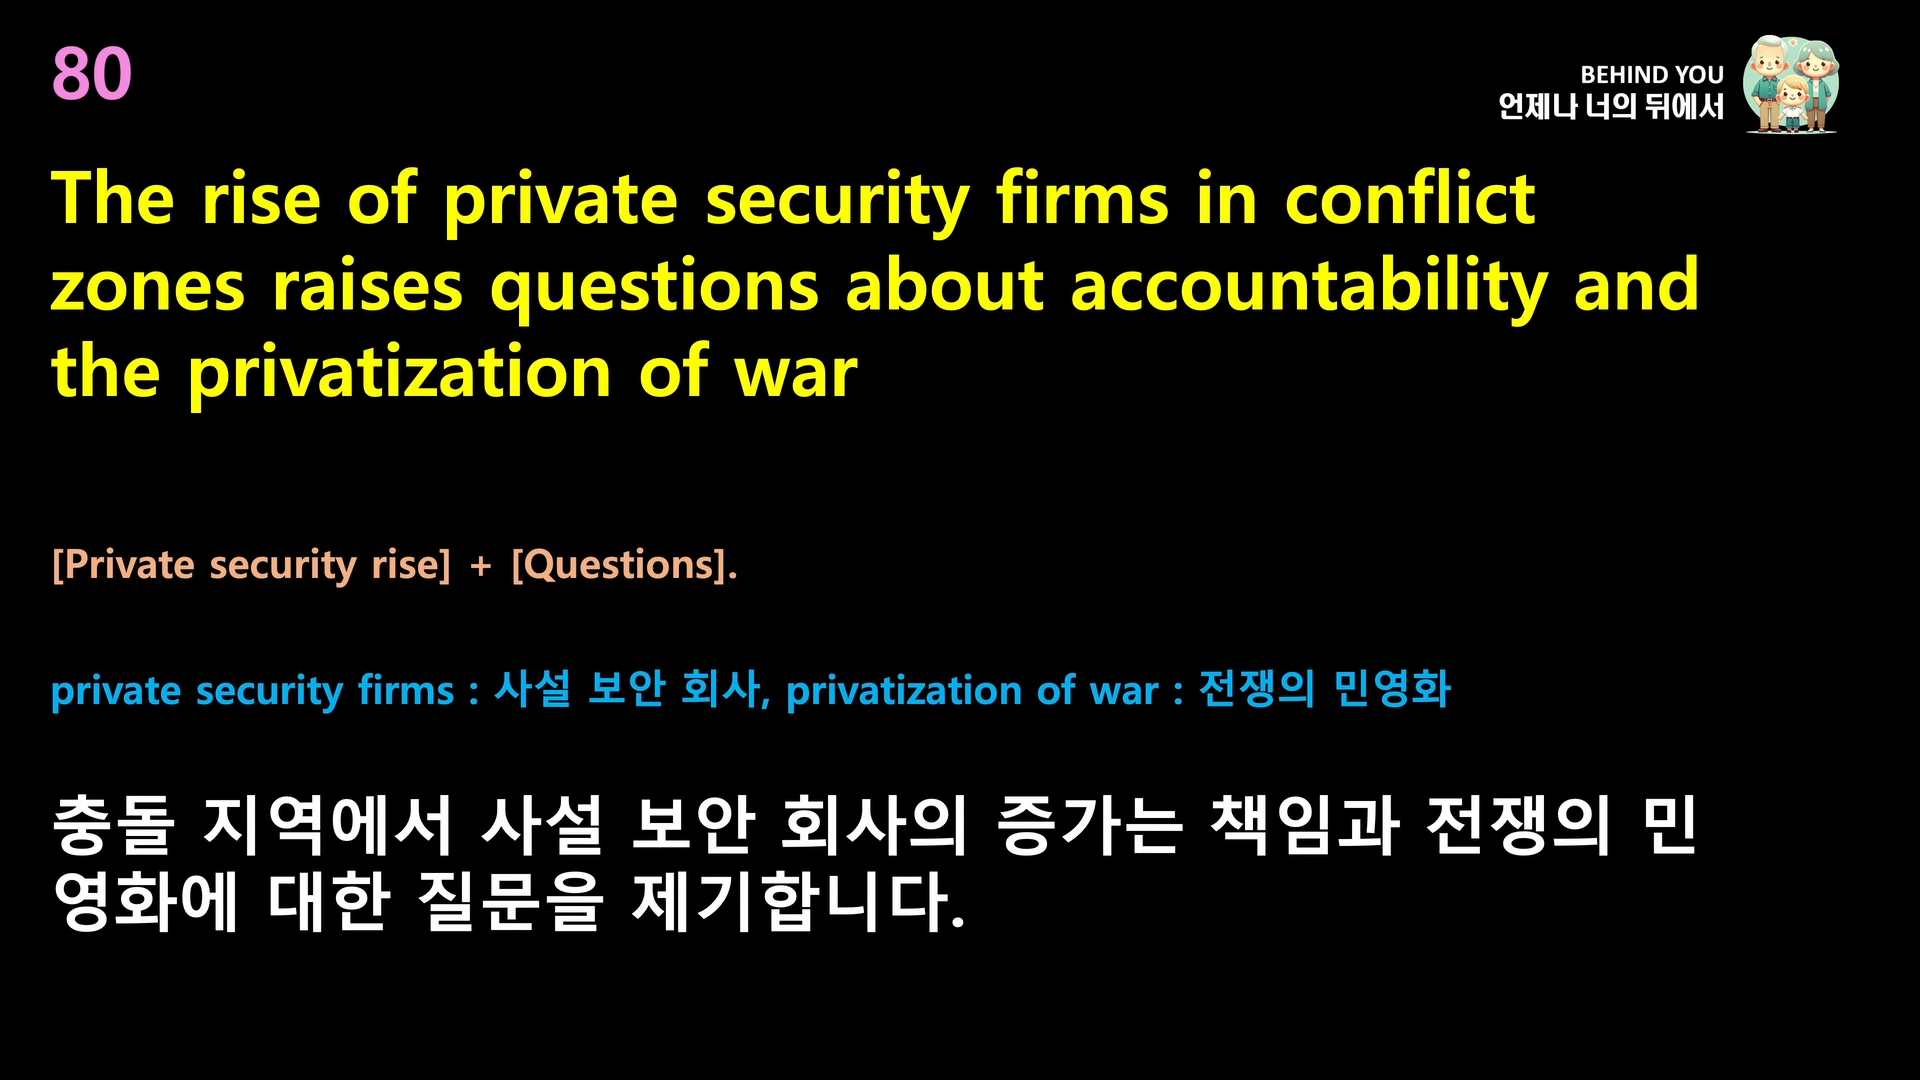 80
BEHIND YOU
언제나 너의 뒤에서
The rise of private security firms in conflict
zones raises questions about accountability and
the privatization of war
[Private security rise] + [Questions].
private security firms : 사설 보안 회사, privatization of war : 전쟁의 민영화
충돌 지역에서 사설 보안 회사의 증가는 책임과 전쟁의 민
영화에 대한 질문을 제기합니다.